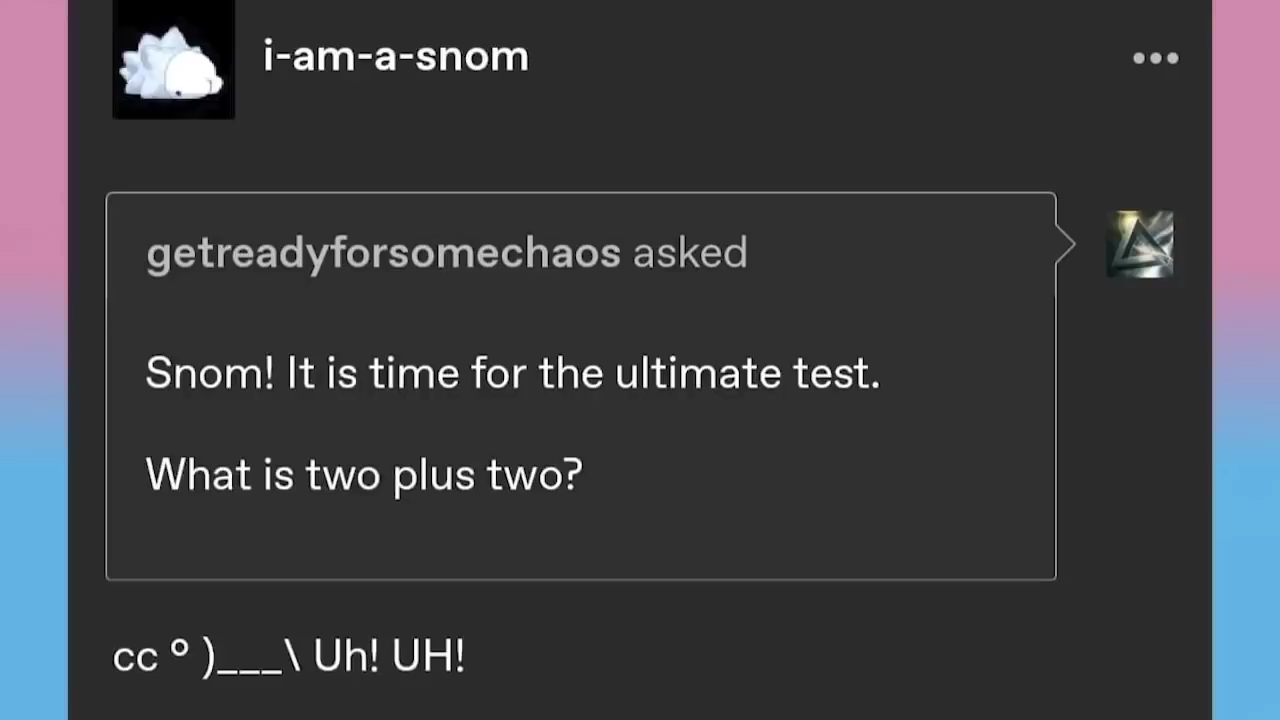 i-am-a-snom
getreadyforsomechaos asked
Snom! It is time for the ultimate test.
What is two plus two?
cc º )___\ Uh! UH!